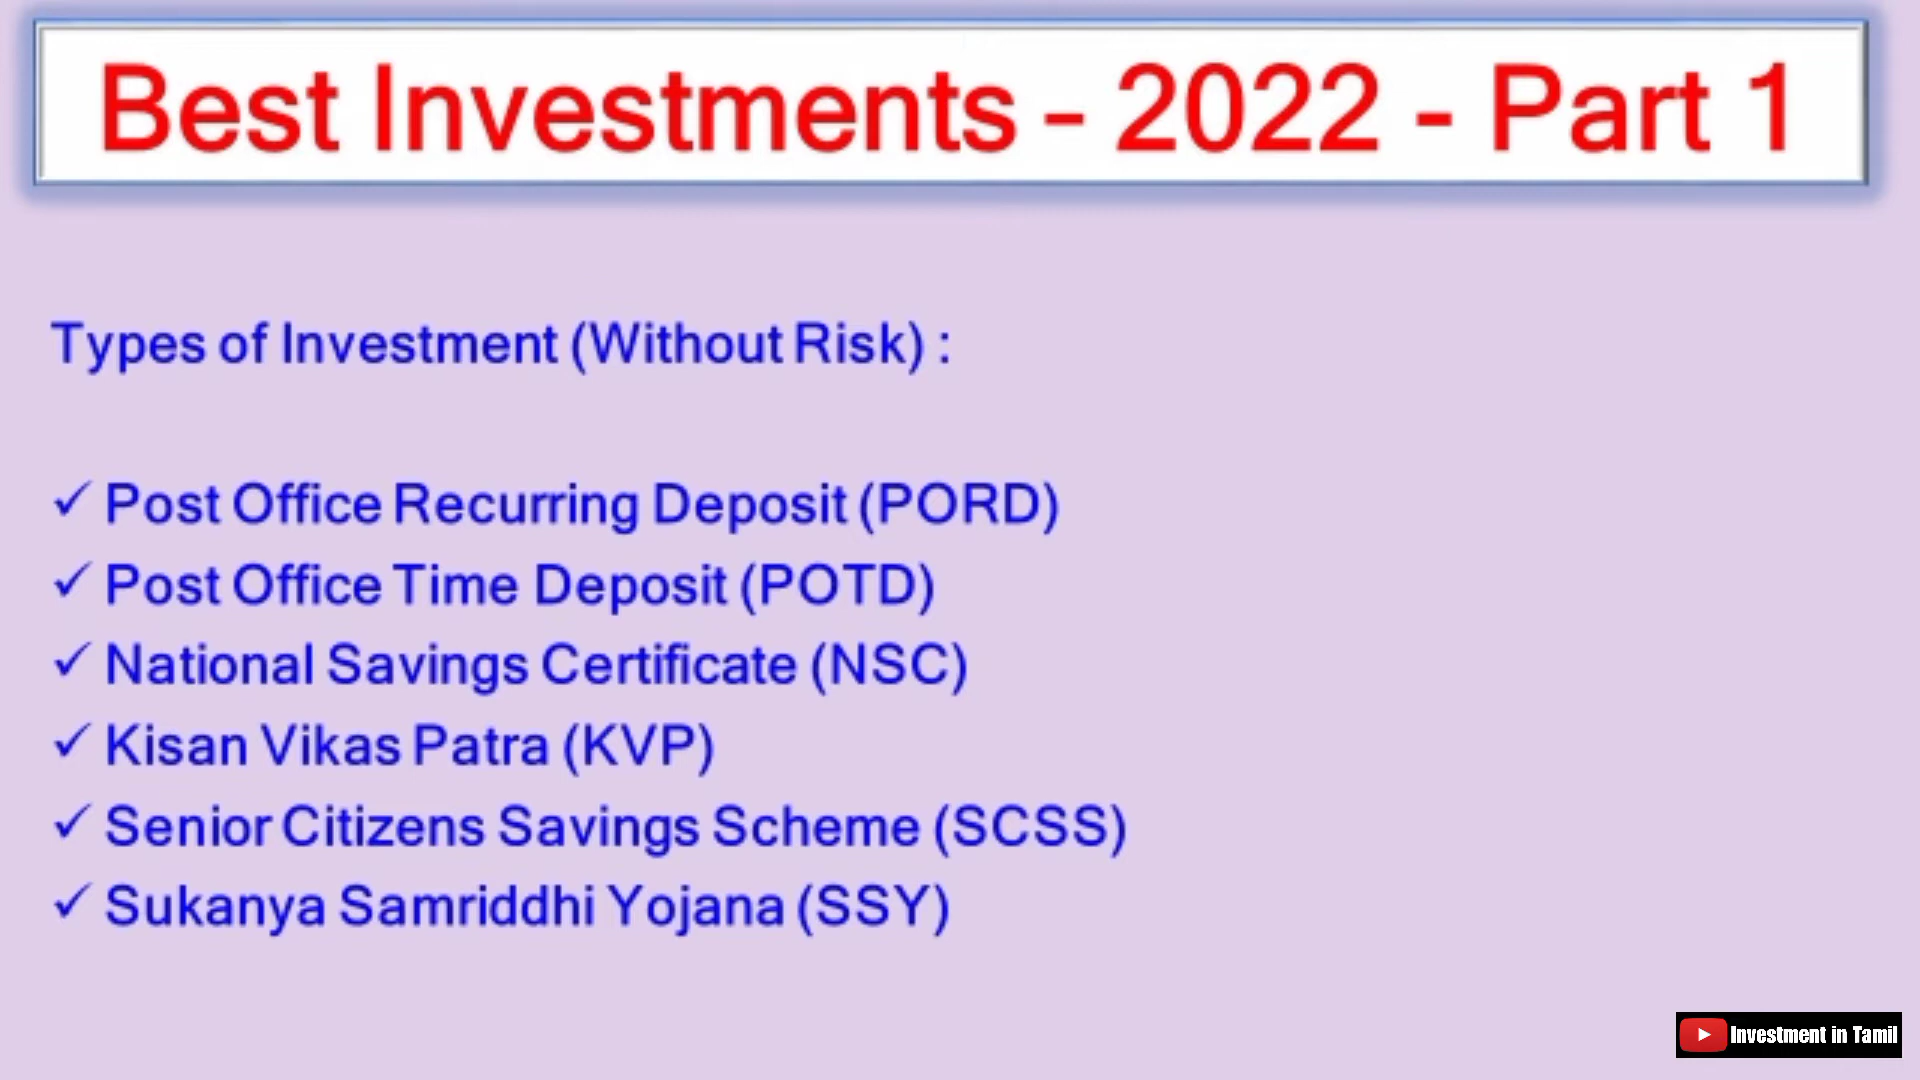 Best Investments - 2022 - Part 1
Types of Investment (Without Risk) :
✓ Post Office Recurring Deposit (PORD)
✓ Post Office Time Deposit (POTD)
✓ National Savings Certificate (NSC)
✓ Kisan Vikas Patra (KVP)
✓ Senior Citizens Savings Scheme (SCSS)
✓ Sukanya Samriddhi Yojana (SSY)
Investment in Tamil